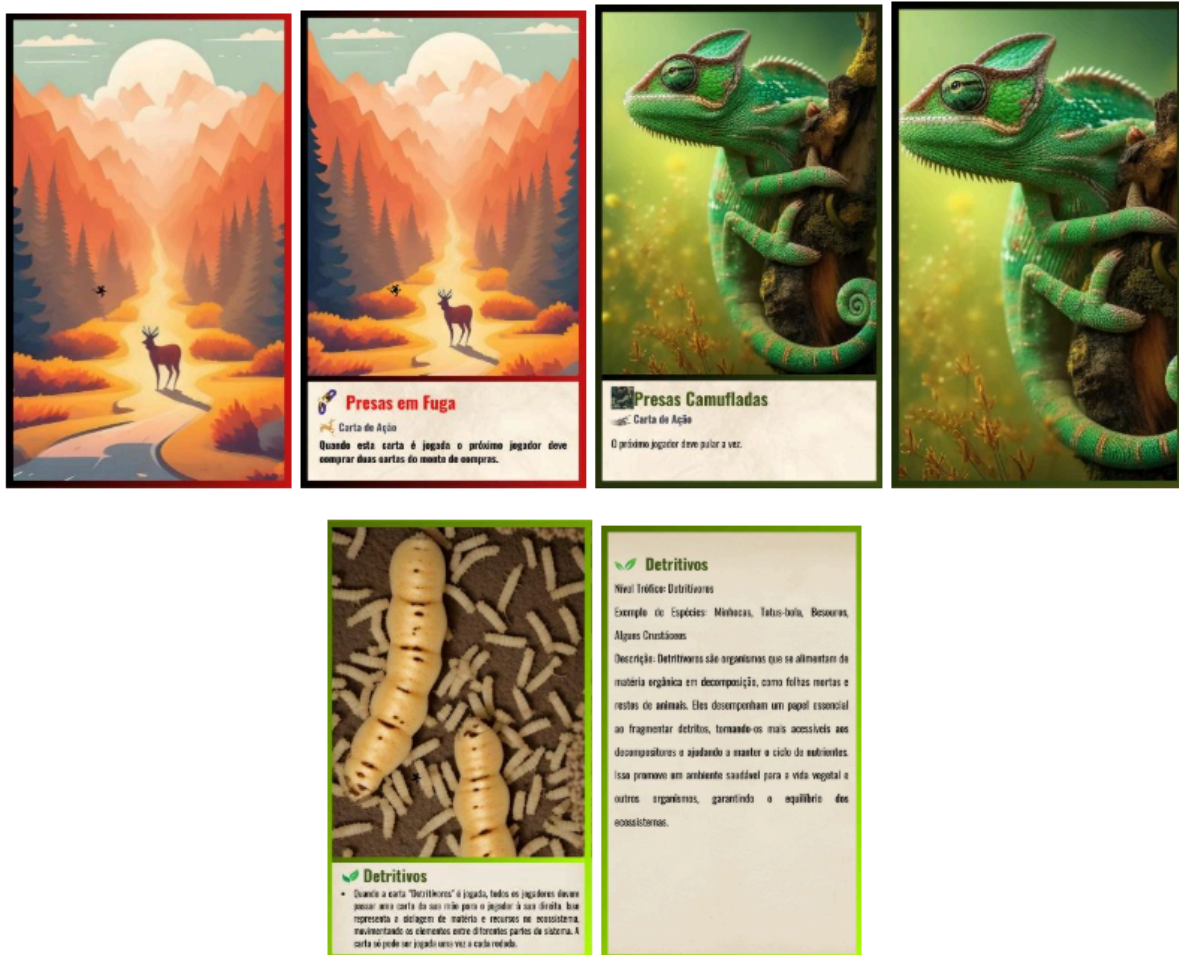 Presas em Fuga
Carta de Ação
Quando esta carta é jogada o próximo jogador deve
comprar duas cartas do monte de compras.
Presas Camufladas
Carta de Ação
O próximo jogador deve pular a vez.
Detritivos
• Quando a carta "Detritívoros" é jogada, todos os jogadores devem
passar uma carta da sua mão para o jogador à sua direita. Isso
representa a ciclagem de matéria e recursos no ecossistema,
movimentando os elementos entre diferentes partes do sistema. A
carta só pode ser jogada uma vez a cada rodada.
Detritivos
Nível Trófico: Detritívoros
Exemplo de Espécies: Minhocas, Tatus-bola, Besouros,
Alguns Crustáceos
Descrição: Detritívoros são organismos que se alimentam de
matéria orgânica em decomposição, como folhas mortas e
restos de animais. Eles desempenham um papel essencial
ao fragmentar detritos, tornando-os mais acessíveis aos
decompositores e ajudando a manter o ciclo de nutrientes.
Isso promove um ambiente saudável para a vida vegetal e
outros organismos, garantindo o equilíbrio dos
ecossistemas.